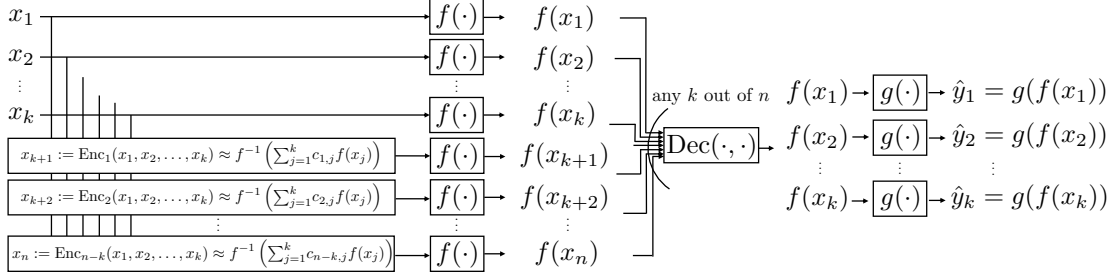 x_1 f(·) f(x_1)
x_2 f(·) f(x_2)
⋮ ⋮ ⋮
x_k f(·) f(x_k)
x_{k+1} := Enc_1(x_1, x_2, …, x_k) ≈ f^{-1}(∑_{j=1}^{k} c_{1,j} f(x_j)) f(·) f(x_{k+1})
x_{k+2} := Enc_2(x_1, x_2, …, x_k) ≈ f^{-1}(∑_{j=1}^{k} c_{2,j} f(x_j)) f(·) f(x_{k+2})
⋮ ⋮ ⋮
x_n := Enc_{n-k}(x_1, x_2, …, x_k) ≈ f^{-1}(∑_{j=1}^{k} c_{n-k,j} f(x_j)) f(·) f(x_n)
any k out of n
Dec(·, ·)
f(x_1) g(·) ŷ_1 = g(f(x_1))
f(x_2) g(·) ŷ_2 = g(f(x_2))
⋮ ⋮ ⋮
f(x_k) g(·) ŷ_k = g(f(x_k))